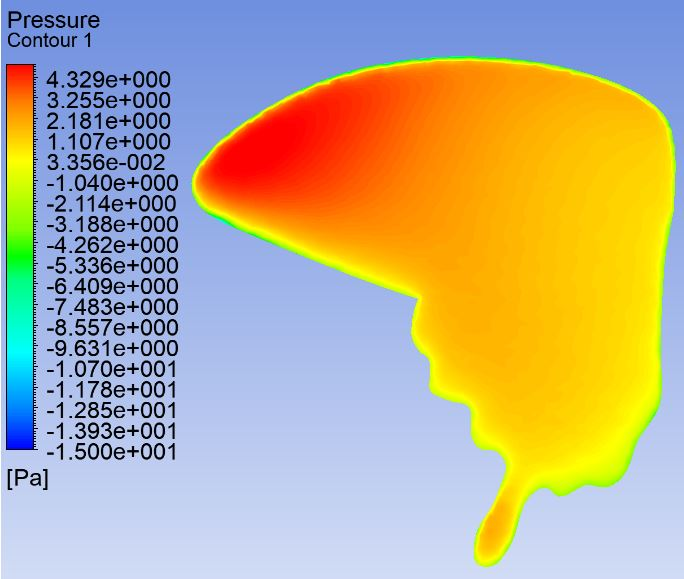 Pressure
Contour 1
4.329e+000
3.255e+000
2.181e+000
1.107e+000
3.356e-002
-1.040e+000
-2.114e+000
-3.188e+000
-4.262e+000
-5.336e+000
-6.409e+000
-7.483e+000
-8.557e+000
-9.631e+000
-1.070e+001
-1.178e+001
-1.285e+001
-1.393e+001
-1.500e+001
[Pa]